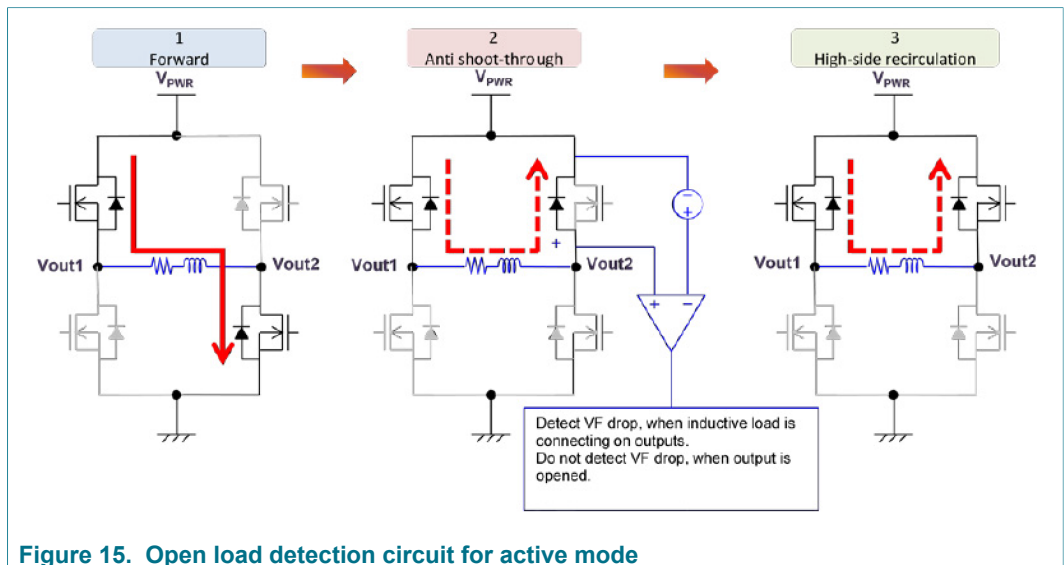 1
Forward
2
Anti shoot-through
3
High-side recirculation
VPWR
VPWR
VPWR
Vout1
Vout2
Vout1
+
Vout2
Vout1
Vout2
−
+
+
−
Detect VF drop, when inductive load is
connecting on outputs.
Do not detect VF drop, when output is
opened.
Figure 15. Open load detection circuit for active mode